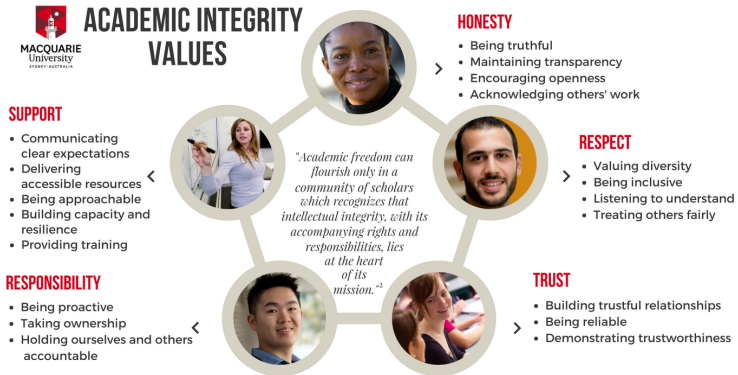 MACQUARIE
University
SYDNEY·AUSTRALIA
ACADEMIC INTEGRITY
VALUES
HONESTY
• Being truthful
• Maintaining transparency
• Encouraging openness
• Acknowledging others' work
SUPPORT
• Communicating
clear expectations
• Delivering
accessible resources
• Being approachable
• Building capacity and
resilience
• Providing training
"Academic freedom can
flourish only in a
community of scholars
which recognizes that
intellectual integrity, with its
accompanying rights and
responsibilities, lies
at the heart
of its
mission."¹
RESPECT
• Valuing diversity
• Being inclusive
• Listening to understand
• Treating others fairly
RESPONSIBILITY
• Being proactive
• Taking ownership
• Holding ourselves and others
accountable
TRUST
• Building trustful relationships
• Being reliable
• Demonstrating trustworthiness